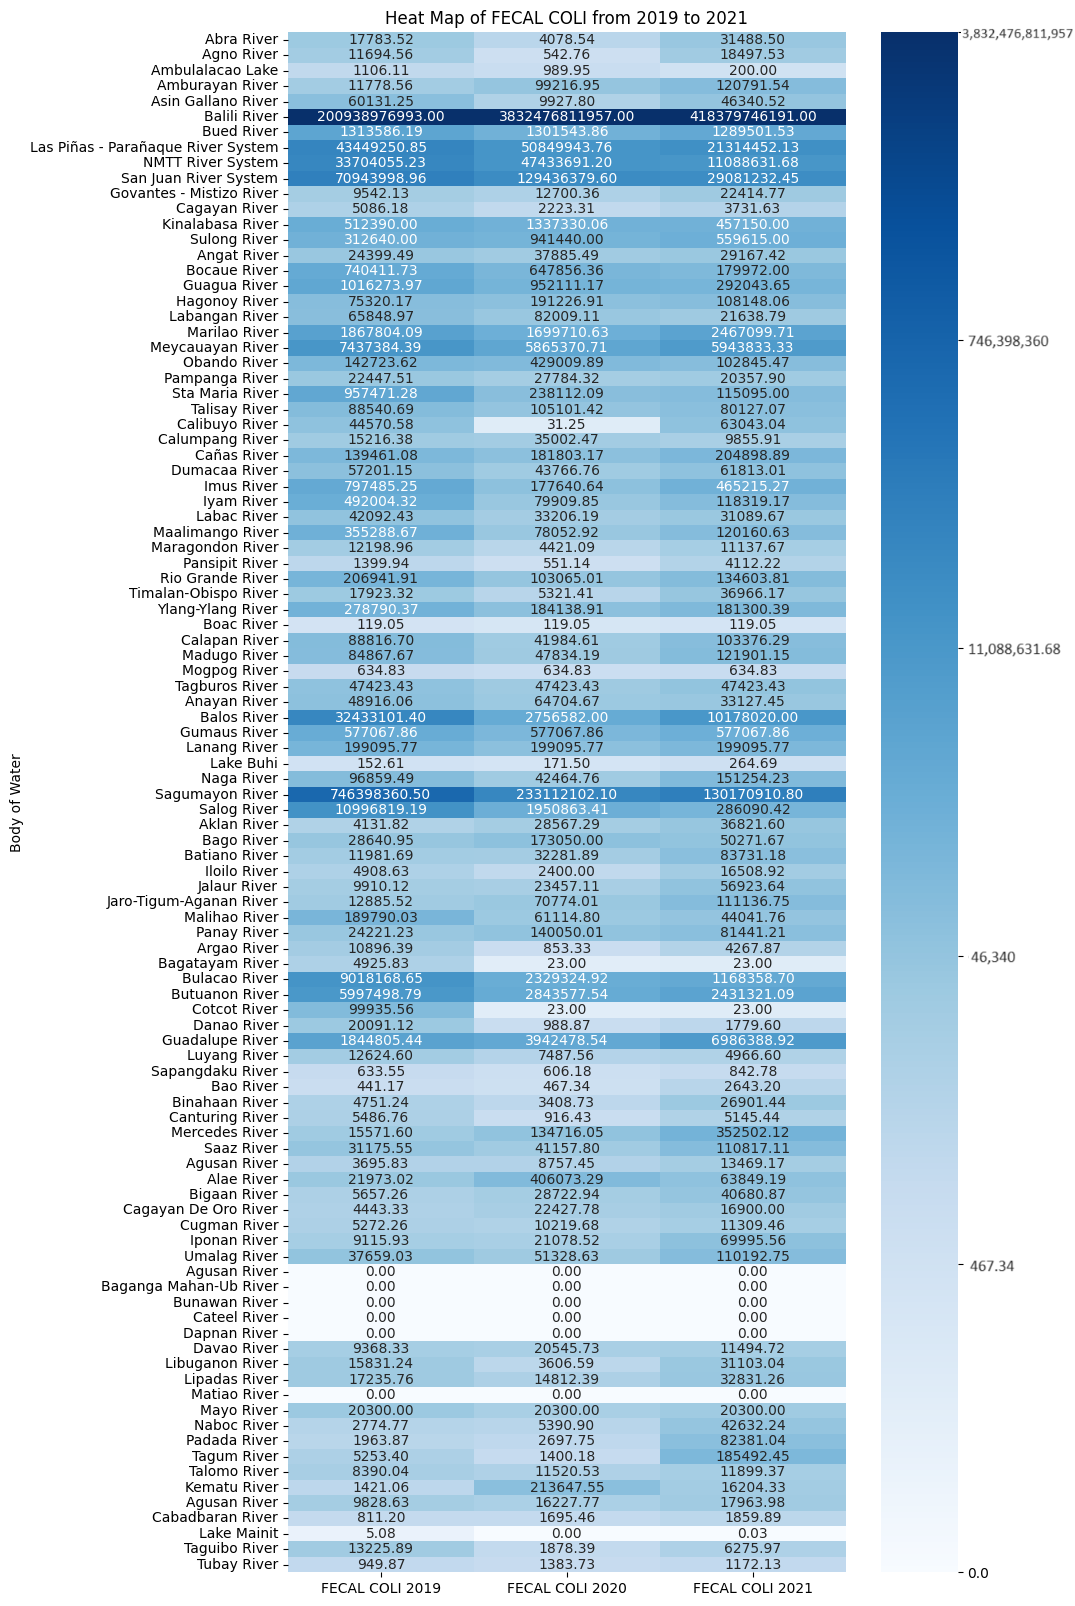 Heat Map of FECAL COLI from 2019 to 2021
Body of Water
Abra River 17783.52 4078.54 31488.50
Agno River 11694.56 542.76 18497.53
Ambulalacao Lake 1106.11 989.95 200.00
Amburayan River 11778.56 99216.95 120791.54
Asin Gallano River 60131.25 9927.80 46340.52
Balili River 200938976993.00 3832476811957.00 418379746191.00
Bued River 1313586.19 1301543.86 1289501.53
Las Piñas - Parañaque River System 43449250.85 50849943.76 21314452.13
NMTT River System 33704055.23 47433691.20 11088631.68
San Juan River System 70943998.96 129436379.60 29081232.45
Govantes - Mistizo River 9542.13 12700.36 22414.77
Cagayan River 5086.18 2223.31 3731.63
Kinalabasa River 512390.00 1337330.06 457150.00
Sulong River 312640.00 941440.00 559615.00
Angat River 24399.49 37885.49 29167.42
Bocaue River 740411.73 647856.36 179972.00
Guagua River 1016273.97 952111.17 292043.65
Hagonoy River 75320.17 191226.91 108148.06
Labangan River 65848.97 82009.11 21638.79
Marilao River 1867804.09 1699710.63 2467099.71
Meycauayan River 7437384.39 5865370.71 5943833.33
Obando River 142723.62 429009.89 102845.47
Pampanga River 22447.51 27784.32 20357.90
Sta Maria River 957471.28 238112.09 115095.00
Talisay River 88540.69 105101.42 80127.07
Calibuyo River 44570.58 31.25 63043.04
Calumpang River 15216.38 35002.47 9855.91
Cañas River 139461.08 181803.17 204898.89
Dumacaa River 57201.15 43766.76 61813.01
Imus River 797485.25 177640.64 465215.27
Iyam River 492004.32 79909.85 118319.17
Labac River 42092.43 33206.19 31089.67
Maalimango River 355288.67 78052.92 120160.63
Maragondon River 12198.96 4421.09 11137.67
Pansipit River 1399.94 551.14 4112.22
Rio Grande River 206941.91 103065.01 134603.81
Timalan-Obispo River 17923.32 5321.41 36966.17
Ylang-Ylang River 278790.37 184138.91 181300.39
Boac River 119.05 119.05 119.05
Calapan River 88816.70 41984.61 103376.29
Madugo River 84867.67 47834.19 121901.15
Mogpog River 634.83 634.83 634.83
Tagburos River 47423.43 47423.43 47423.43
Anayan River 48916.06 64704.67 33127.45
Balos River 32433101.40 2756582.00 10178020.00
Gumaus River 577067.86 577067.86 577067.86
Lanang River 199095.77 199095.77 199095.77
Lake Buhi 152.61 171.50 264.69
Naga River 96859.49 42464.76 151254.23
Sagumayon River 746398360.50 233112102.10 130170910.80
Salog River 10996819.19 1950863.41 286090.42
Aklan River 4131.82 28567.29 36821.60
Bago River 28640.95 173050.00 50271.67
Batiano River 11981.69 32281.89 83731.18
Iloilo River 4908.63 2400.00 16508.92
Jalaur River 9910.12 23457.11 56923.64
Jaro-Tigum-Aganan River 12885.52 70774.01 111136.75
Malihao River 189790.03 61114.80 44041.76
Panay River 24221.23 140050.01 81441.21
Argao River 10896.39 853.33 4267.87
Bagatayam River 4925.83 23.00 23.00
Bulacao River 9018168.65 2329324.92 1168358.70
Butuanon River 5997498.79 2843577.54 2431321.09
Cotcot River 99935.56 23.00 23.00
Danao River 20091.12 988.87 1779.60
Guadalupe River 1844805.44 3942478.54 6986388.92
Luyang River 12624.60 7487.56 4966.60
Sapangdaku River 633.55 606.18 842.78
Bao River 441.17 467.34 2643.20
Binahaan River 4751.24 3408.73 26901.44
Canturing River 5486.76 916.43 5145.44
Mercedes River 15571.60 134716.05 352502.12
Saaz River 31175.55 41157.80 110817.11
Agusan River 3695.83 8757.45 13469.17
Alae River 21973.02 406073.29 63849.19
Bigaan River 5657.26 28722.94 40680.87
Cagayan De Oro River 4443.33 22427.78 16900.00
Cugman River 5272.26 10219.68 11309.46
Iponan River 9115.93 21078.52 69995.56
Umalag River 37659.03 51328.63 110192.75
Agusan River 0.00 0.00 0.00
Baganga Mahan-Ub River 0.00 0.00 0.00
Bunawan River 0.00 0.00 0.00
Cateel River 0.00 0.00 0.00
Dapnan River 0.00 0.00 0.00
Davao River 9368.33 20545.73 11494.72
Libuganon River 15831.24 3606.59 31103.04
Lipadas River 17235.76 14812.39 32831.26
Matiao River 0.00 0.00 0.00
Mayo River 20300.00 20300.00 20300.00
Naboc River 2774.77 5390.90 42632.24
Padada River 1963.87 2697.75 82381.04
Tagum River 5253.40 1400.18 185492.45
Talomo River 8390.04 11520.53 11899.37
Kematu River 1421.06 213647.55 16204.33
Agusan River 9828.63 16227.77 17963.98
Cabadbaran River 811.20 1695.46 1859.89
Lake Mainit 5.08 0.00 0.03
Taguibo River 13225.89 1878.39 6275.97
Tubay River 949.87 1383.73 1172.13
FECAL COLI 2019 FECAL COLI 2020 FECAL COLI 2021
3,832,476,811,957
746,398,360
11,088,631.68
46,340
467.34
0.0